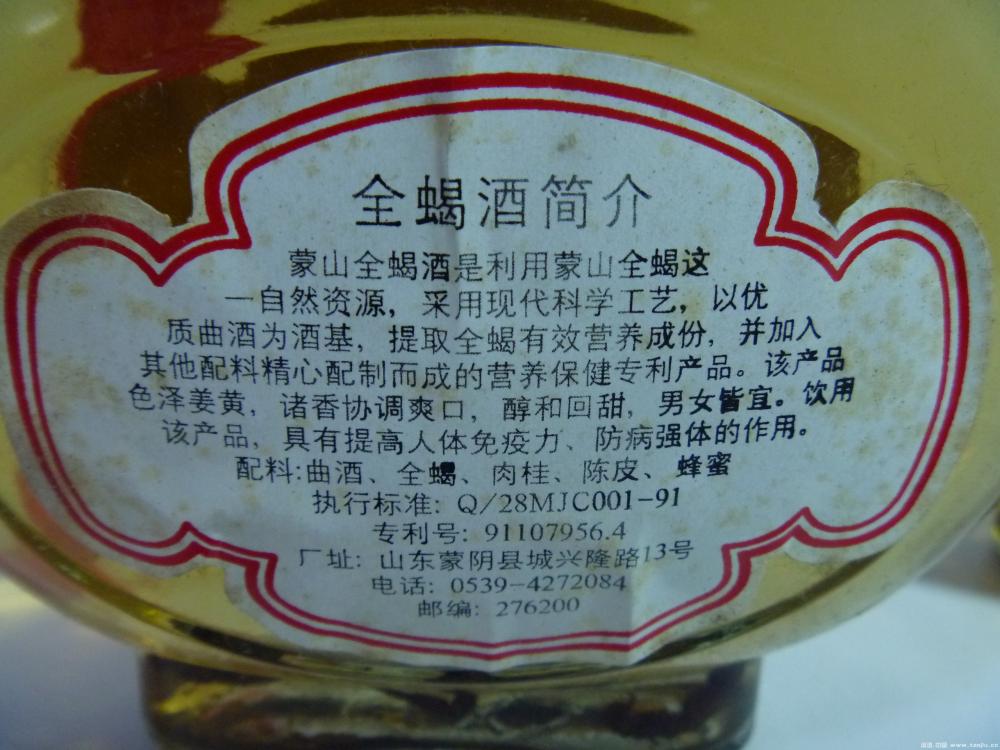 全蝎酒简介
蒙山全蝎酒是利用蒙山全蝎这
一自然资源，采用现代科学工艺，以优
质曲酒为酒基，提取全蝎有效营养成份，并加入
其他配料精心配制而成的营养保健专利产品。该产品
色泽姜黄，诸香协调爽口，醇和回甜，男女皆宜。饮用
该产品，具有提高人体免疫力、防病强体的作用。
配料:曲酒、全蝎、肉桂、陈皮、蜂蜜
执行标准: Q/28MJC001-91
专利号: 91107956.4
厂址: 山东蒙阴县城兴隆路13号
电话: 0539-4272084
邮编: 276200